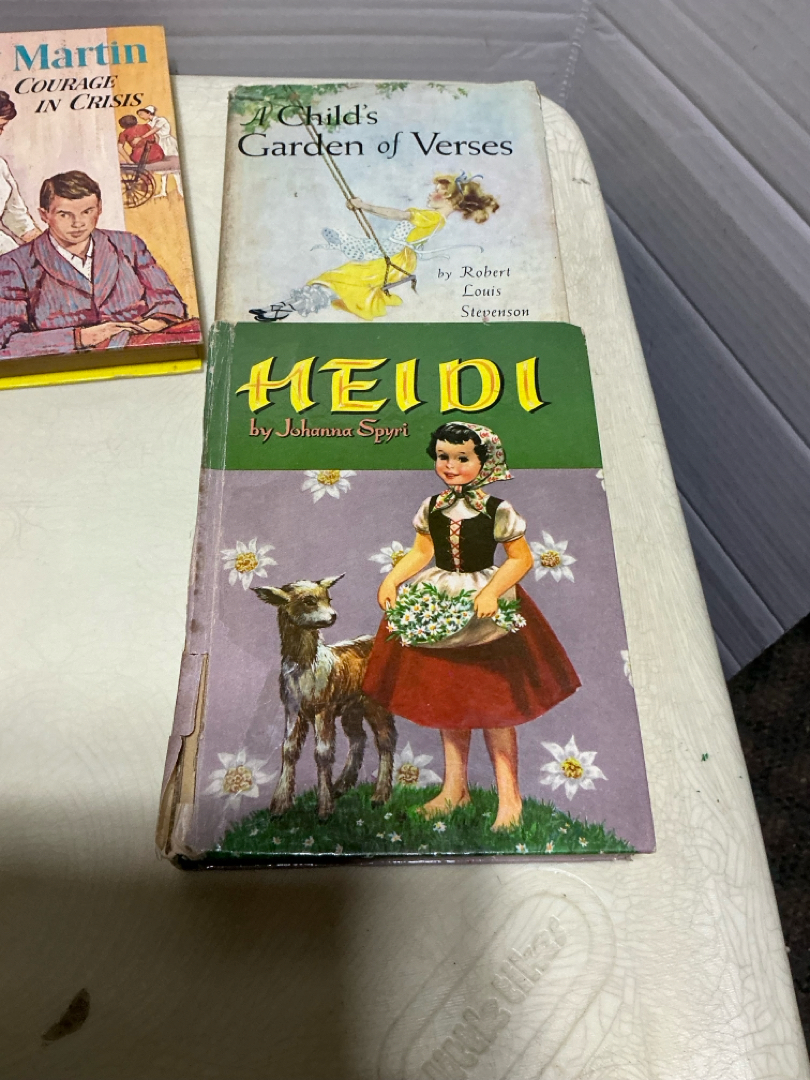 Martin
COURAGE
IN CRISIS
A Child's
Garden of Verses
by Robert
Louis
Stevenson
HEIDI
by Johanna Spyri